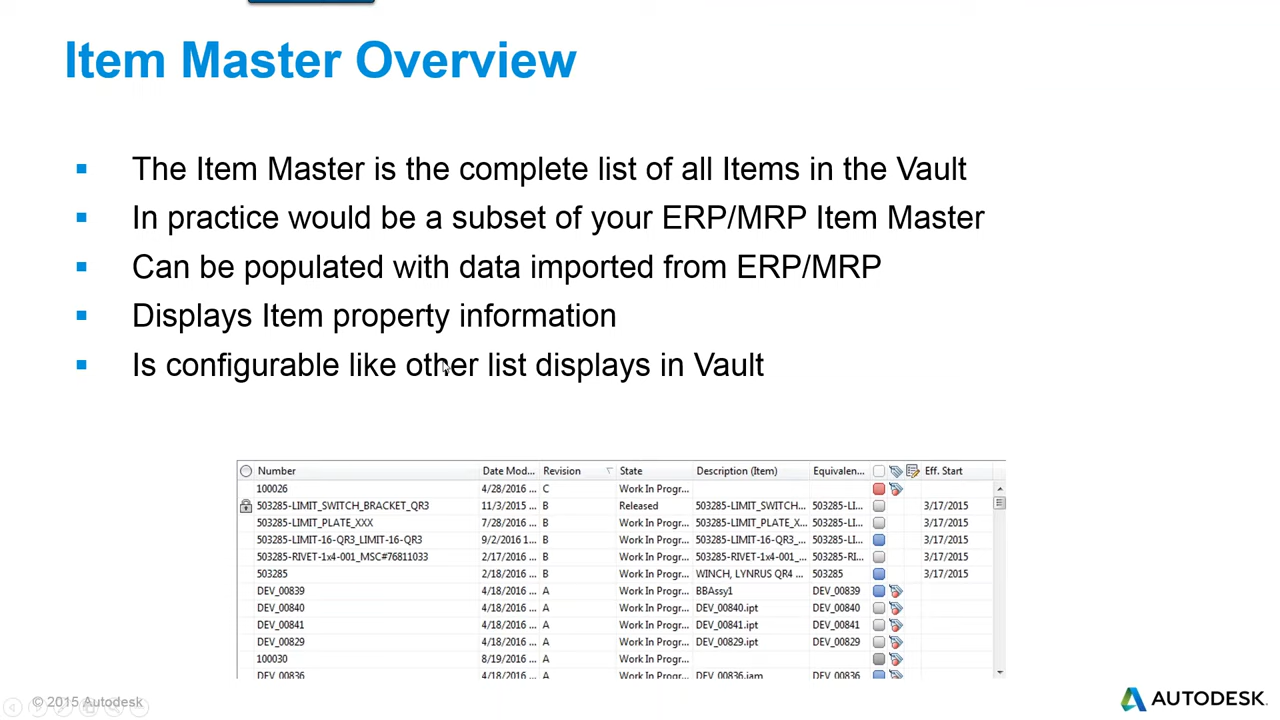 Item Master Overview
The Item Master is the complete list of all Items in the Vault
In practice would be a subset of your ERP/MRP Item Master
Can be populated with data imported from ERP/MRP
Displays Item property information
Is configurable like other list displays in Vault
Number Date Mod... Revision State Description (Item) Equivalen... Eff. Start
100026 4/28/2016 ... C Work In Progr...
503285-LIMIT_SWITCH_BRACKET_QR3 11/3/2015 ... B Released 503285-LIMIT_SWITCH... 503285-LI... 3/17/2015
503285-LIMIT_PLATE_XXX 7/28/2016 ... B Work In Progr... 503285-LIMIT_PLATE_X... 503285-LI... 3/17/2015
503285-LIMIT-16-QR3_LIMIT-16-QR3 9/2/2016 1... B Work In Progr... 503285-LIMIT-16-QR3_... 503285-LI... 3/17/2015
503285-RIVET-1x4-001_MSC#76811033 2/17/2016 ... B Work In Progr... 503285-RIVET-1x4-001_... 503285-RI... 3/17/2015
503285 2/18/2016 ... B Work In Progr... WINCH, LYNRUS QR4 ... 503285 3/17/2015
DEV_00839 4/18/2016 ... A Work In Progr... BBAssy1 DEV_00839
DEV_00840 4/18/2016 ... A Work In Progr... DEV_00840.ipt DEV_00840
DEV_00841 4/18/2016 ... A Work In Progr... DEV_00841.ipt DEV_00841
DEV_00829 4/18/2016 ... A Work In Progr... DEV_00829.ipt DEV_00829
100030 8/19/2016 ... A Work In Progr...
DEV_00836 4/18/2016 ... A Work In Progr... DEV_00836.iam DEV_00836
© 2015 Autodesk
AUTODESK.